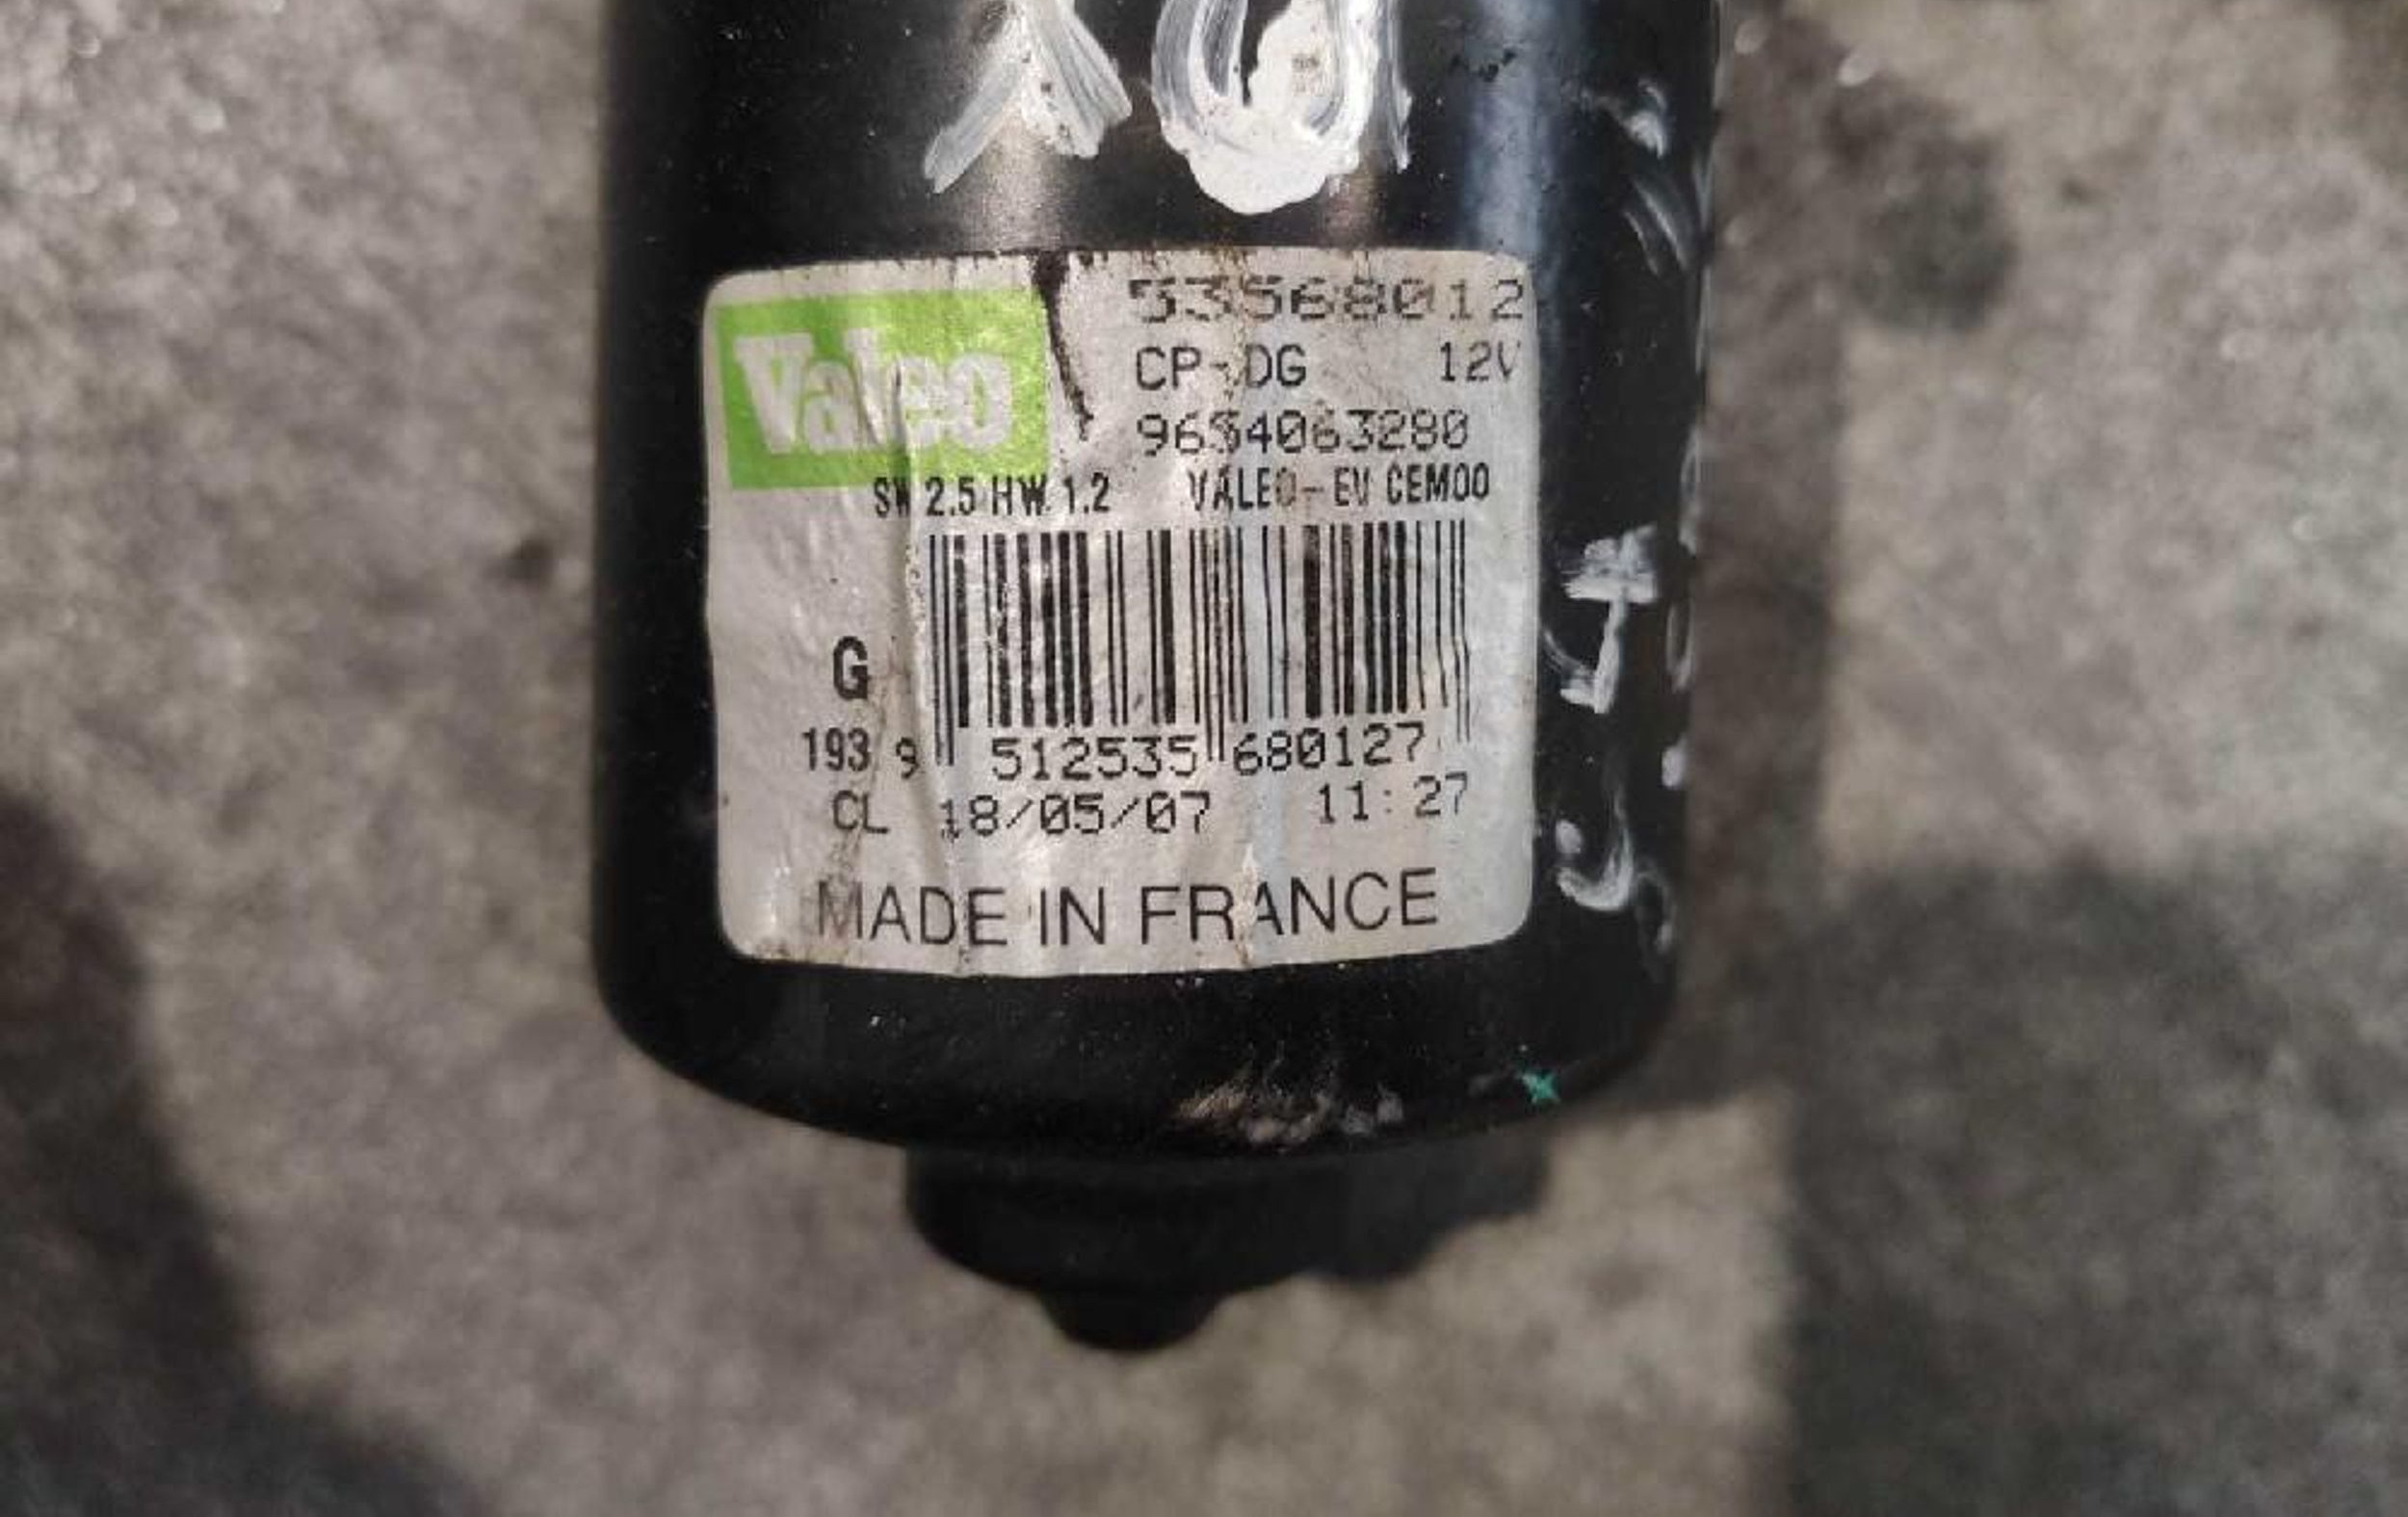 Valeo
53568012
CP-DG 12V
9654063280
SW 2.5 HW 1.2 VALEO-EV CEM00
G
193 9 512535 680127
CL 18/05/07 11:27
MADE IN FRANCE